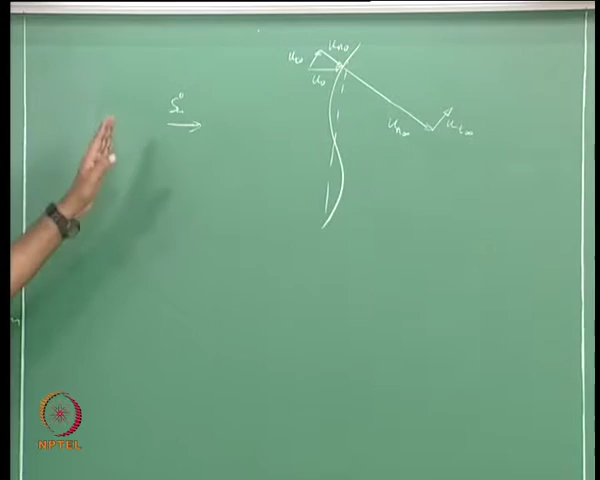 u_{n0}
u_{t0}
u_0
S_L^0
u_{n∞}
u_{t∞}
NPTEL